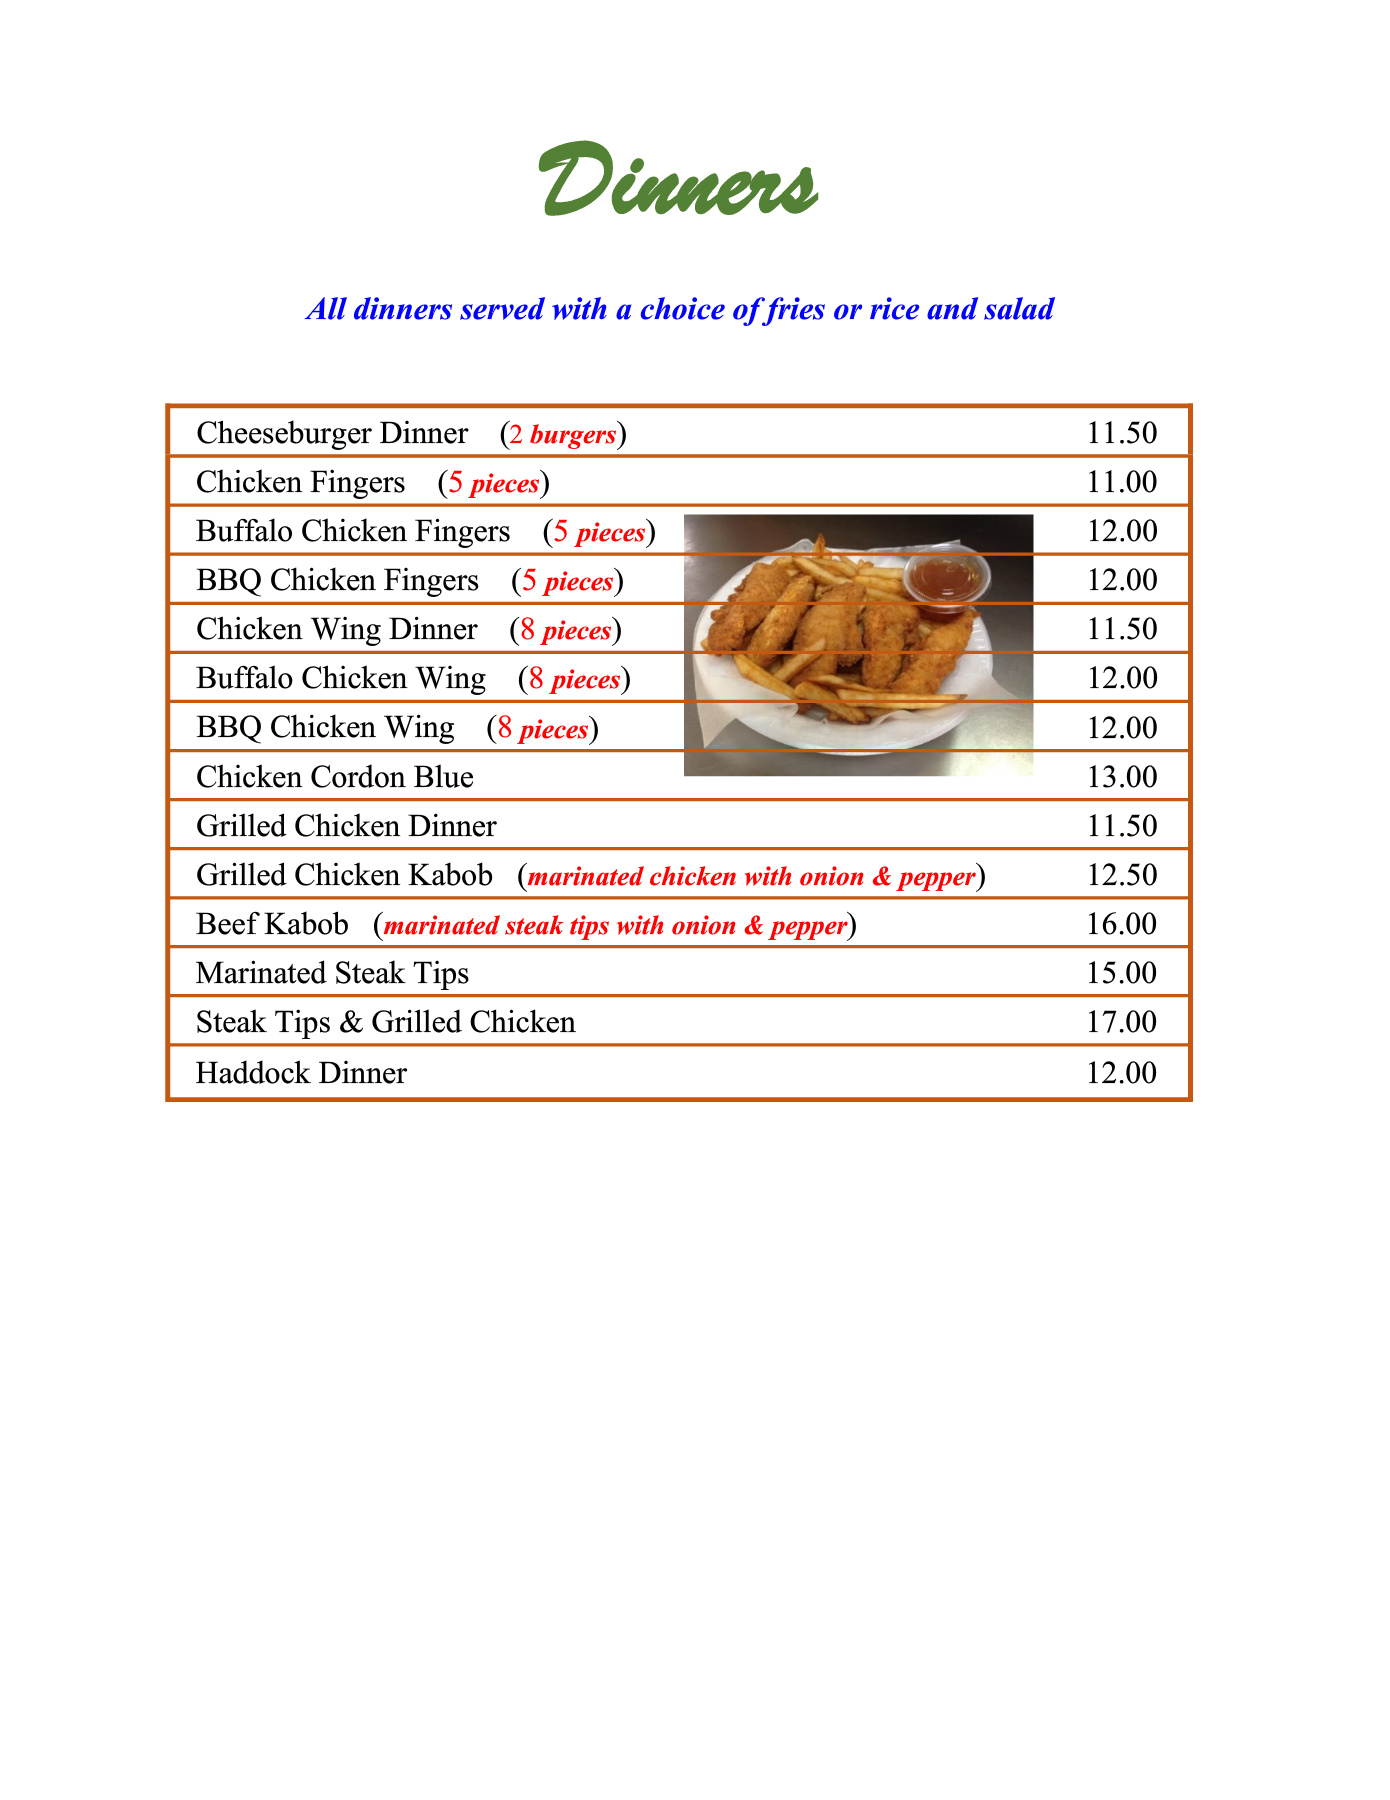 Dinners
All dinners served with a choice of fries or rice and salad
Cheeseburger Dinner (2 burgers) 11.50
Chicken Fingers (5 pieces) 11.00
Buffalo Chicken Fingers (5 pieces) 12.00
BBQ Chicken Fingers (5 pieces) 12.00
Chicken Wing Dinner (8 pieces) 11.50
Buffalo Chicken Wing (8 pieces) 12.00
BBQ Chicken Wing (8 pieces) 12.00
Chicken Cordon Blue 13.00
Grilled Chicken Dinner 11.50
Grilled Chicken Kabob (marinated chicken with onion & pepper) 12.50
Beef Kabob (marinated steak tips with onion & pepper) 16.00
Marinated Steak Tips 15.00
Steak Tips & Grilled Chicken 17.00
Haddock Dinner 12.00